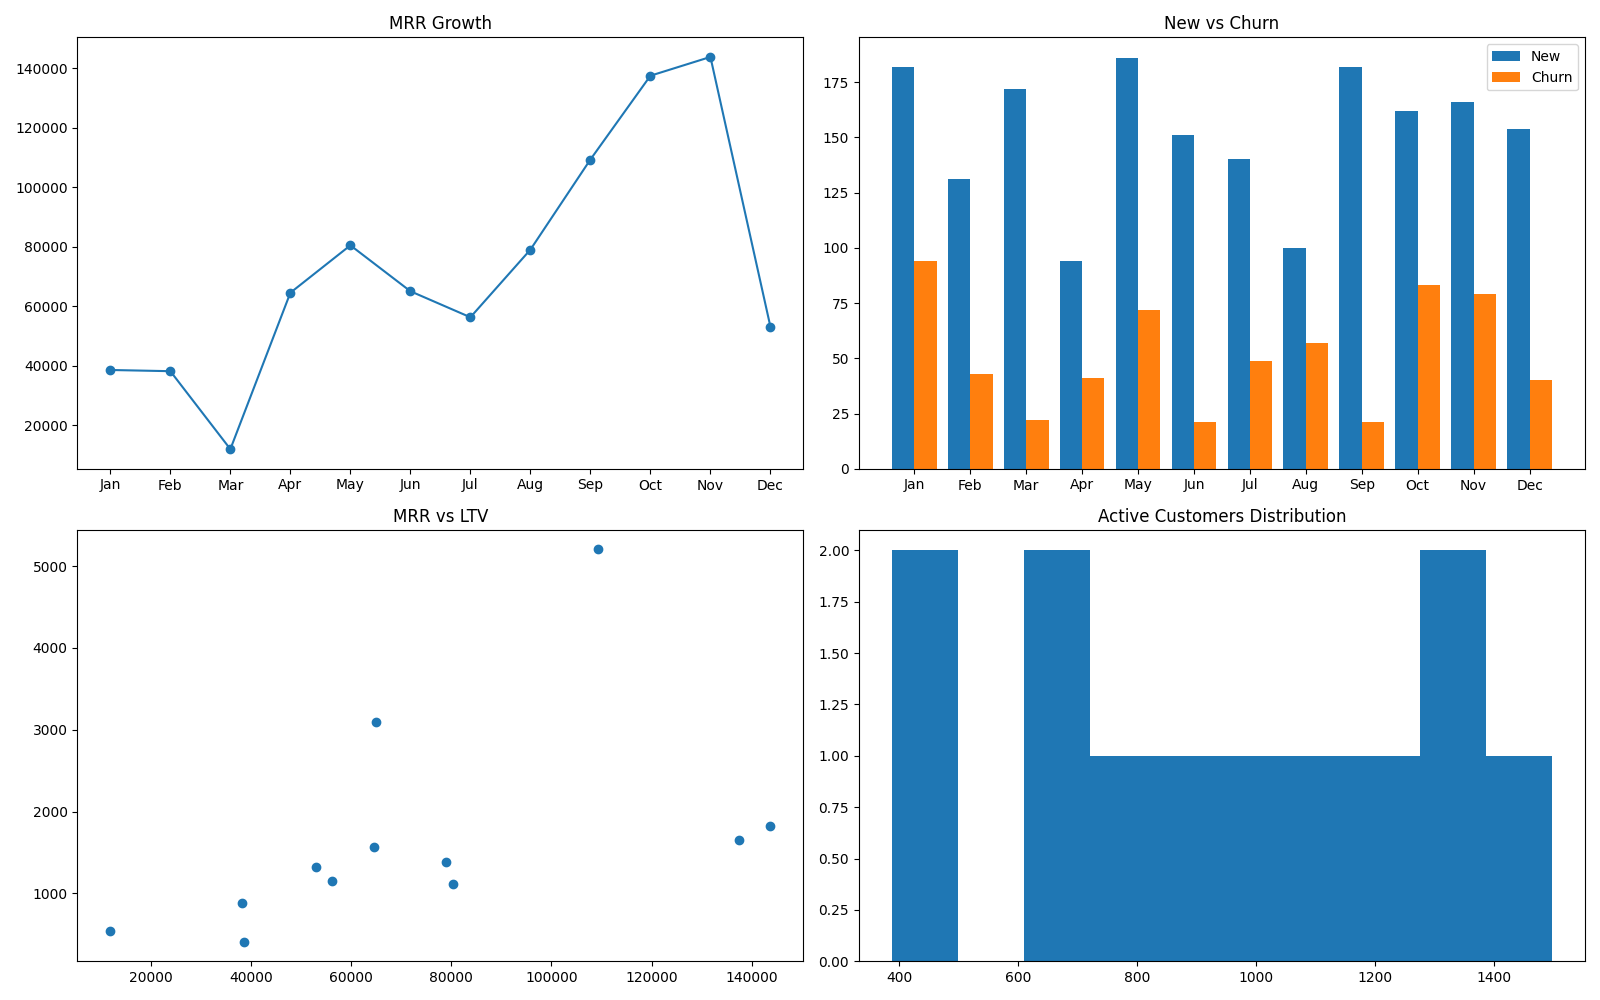 MRR Growth
140000
120000
100000
80000
60000
40000
20000
Jan Feb Mar Apr May Jun Jul Aug Sep Oct Nov Dec
New vs Churn
New
Churn
175
150
125
100
75
50
25
0
Jan Feb Mar Apr May Jun Jul Aug Sep Oct Nov Dec
MRR vs LTV
5000
4000
3000
2000
1000
20000 40000 60000 80000 100000 120000 140000
Active Customers Distribution
2.00
1.75
1.50
1.25
1.00
0.75
0.50
0.25
0.00
400 600 800 1000 1200 1400